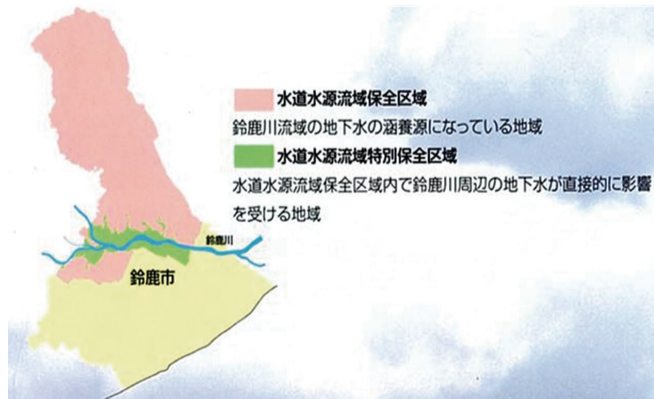 水道水源流域保全区域
鈴鹿川流域の地下水の涵養源になっている地域
水道水源流域特別保全区域
水道水源流域保全区域内で鈴鹿川周辺の地下水が直接的に影響
を受ける地域
鈴鹿川
鈴鹿市